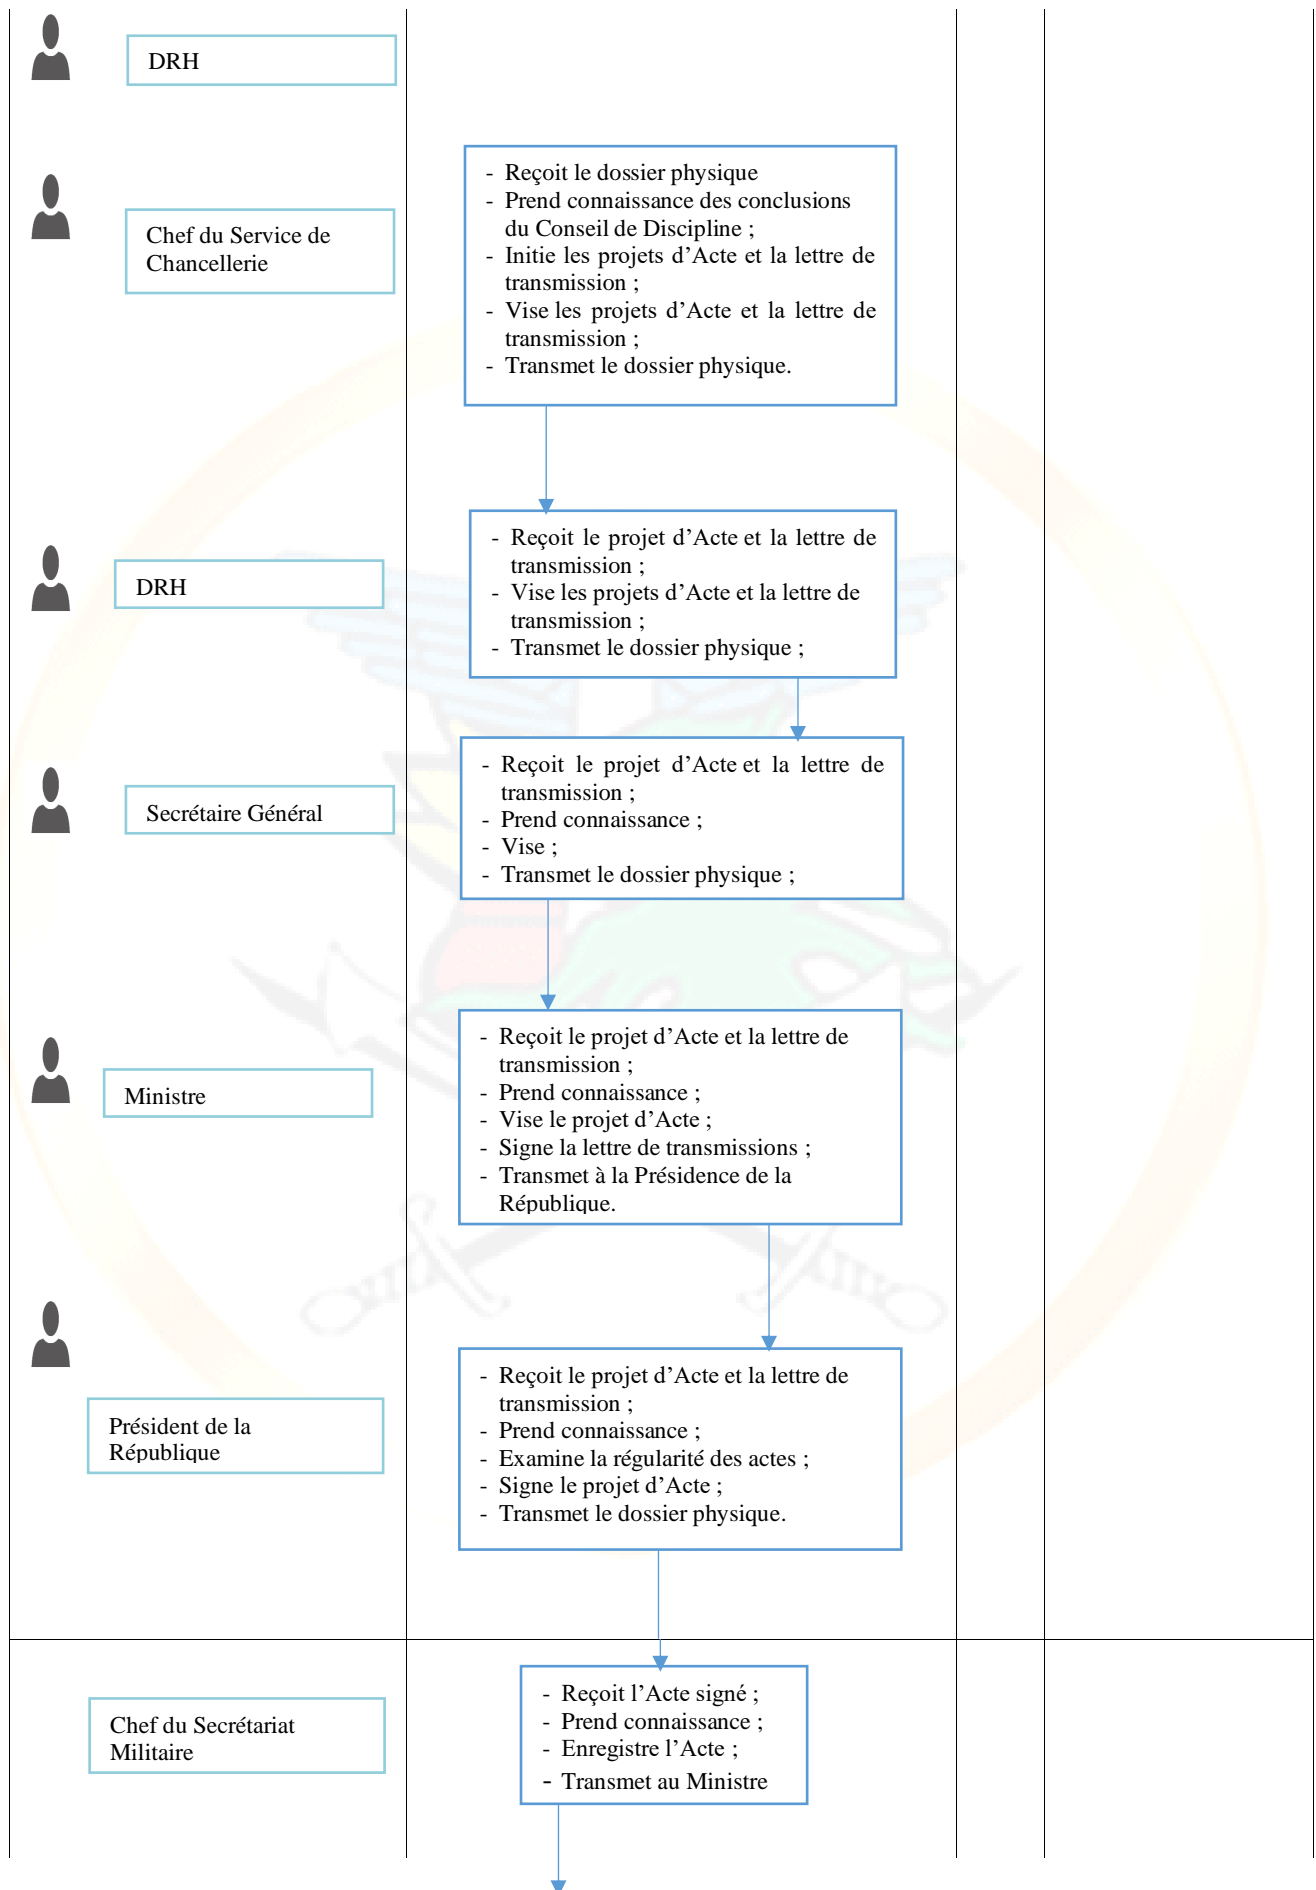 DRH
Chef du Service de
Chancellerie
- Reçoit le dossier physique
- Prend connaissance des conclusions
du Conseil de Discipline ;
- Initie les projets d’Acte et la lettre de
transmission ;
- Vise les projets d’Acte et la lettre de
transmission ;
- Transmet le dossier physique.
DRH
- Reçoit le projet d’Acte et la lettre de
transmission ;
- Vise les projets d’Acte et la lettre de
transmission ;
- Transmet le dossier physique ;
Secrétaire Général
- Reçoit le projet d’Acte et la lettre de
transmission ;
- Prend connaissance ;
- Vise ;
- Transmet le dossier physique ;
Ministre
- Reçoit le projet d’Acte et la lettre de
transmission ;
- Prend connaissance ;
- Vise le projet d’Acte ;
- Signe la lettre de transmissions ;
- Transmet à la Présidence de la
République.
Président de la
République
- Reçoit le projet d’Acte et la lettre de
transmission ;
- Prend connaissance ;
- Examine la régularité des actes ;
- Signe le projet d’Acte ;
- Transmet le dossier physique.
Chef du Secrétariat
Militaire
- Reçoit l’Acte signé ;
- Prend connaissance ;
- Enregistre l’Acte ;
- Transmet au Ministre